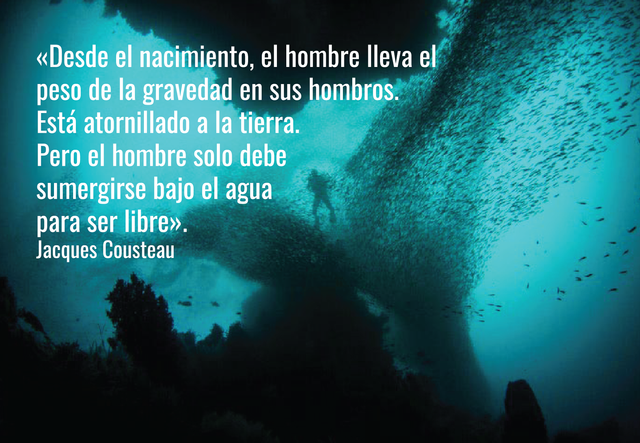 «Desde el nacimiento, el hombre lleva el
peso de la gravedad en sus hombros.
Está atornillado a la tierra.
Pero el hombre solo debe
sumergirse bajo el agua
para ser libre».
Jacques Cousteau